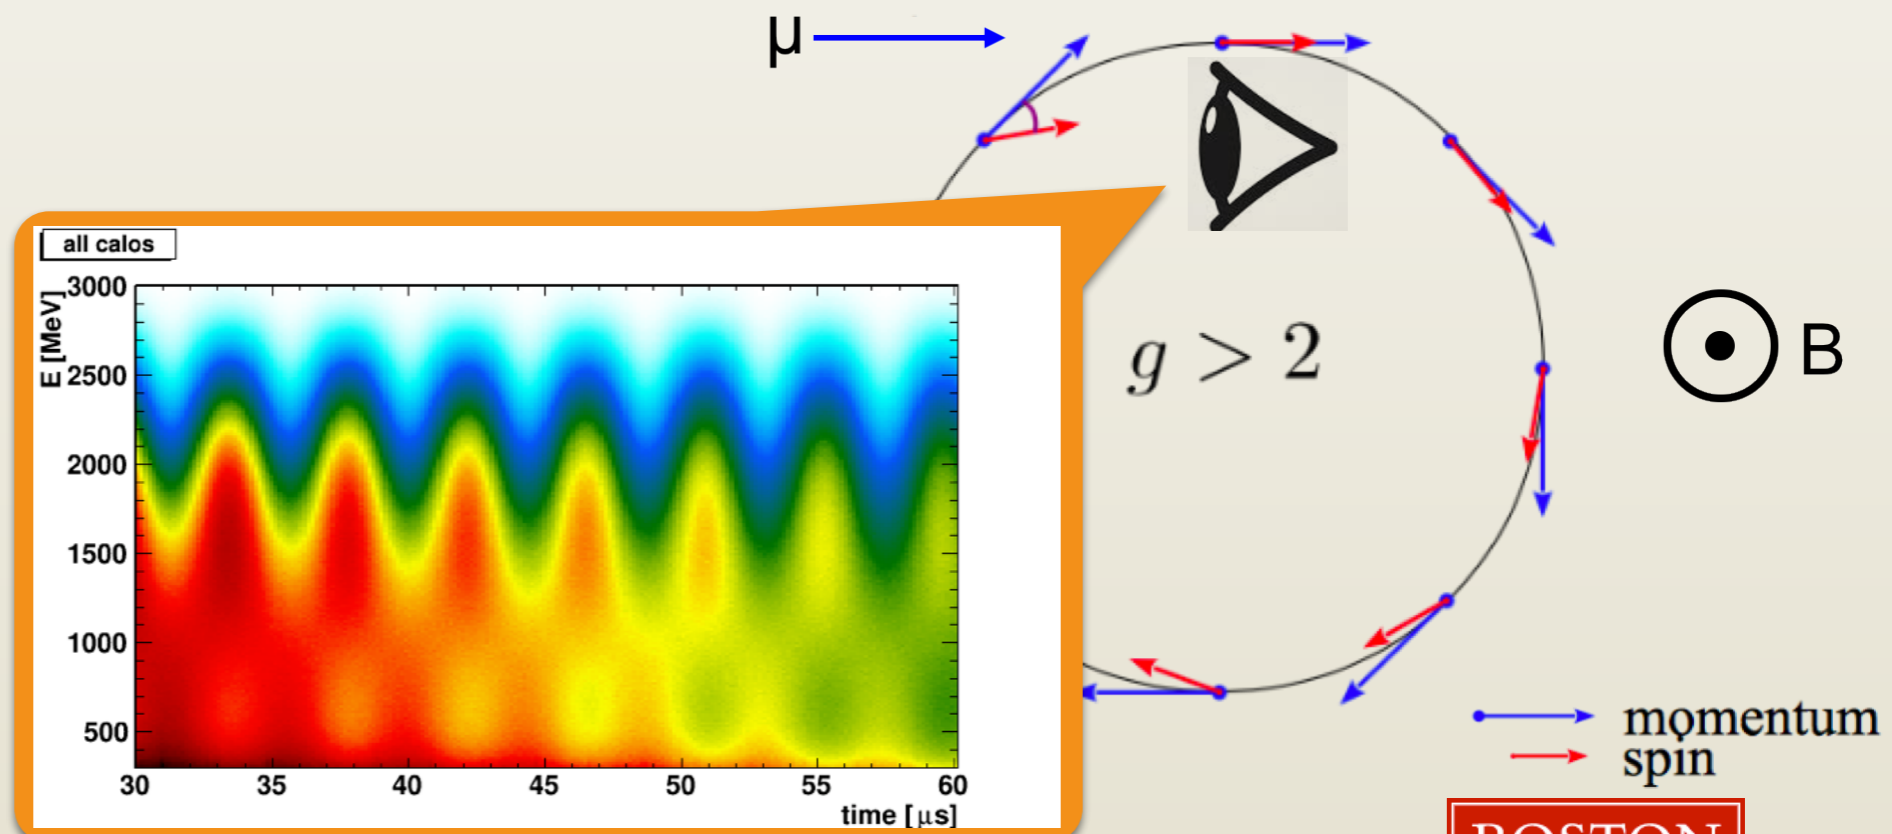 μ
all calos
E [MeV]
3000
2500
2000
1500
1000
500
30 35 40 45 50 55 60
time [μs]
g > 2
B
momentum
spin
BOSTON